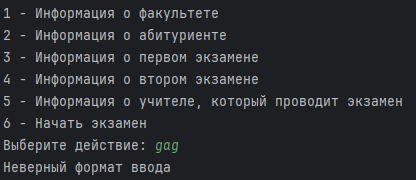 1 - Информация о факультете
2 - Информация о абитуриенте
3 - Информация о первом экзамене
4 - Информация о втором экзамене
5 - Информация о учителе, который проводит экзамен
6 - Начать экзамен
Выберите действие: gag
Неверный формат ввода